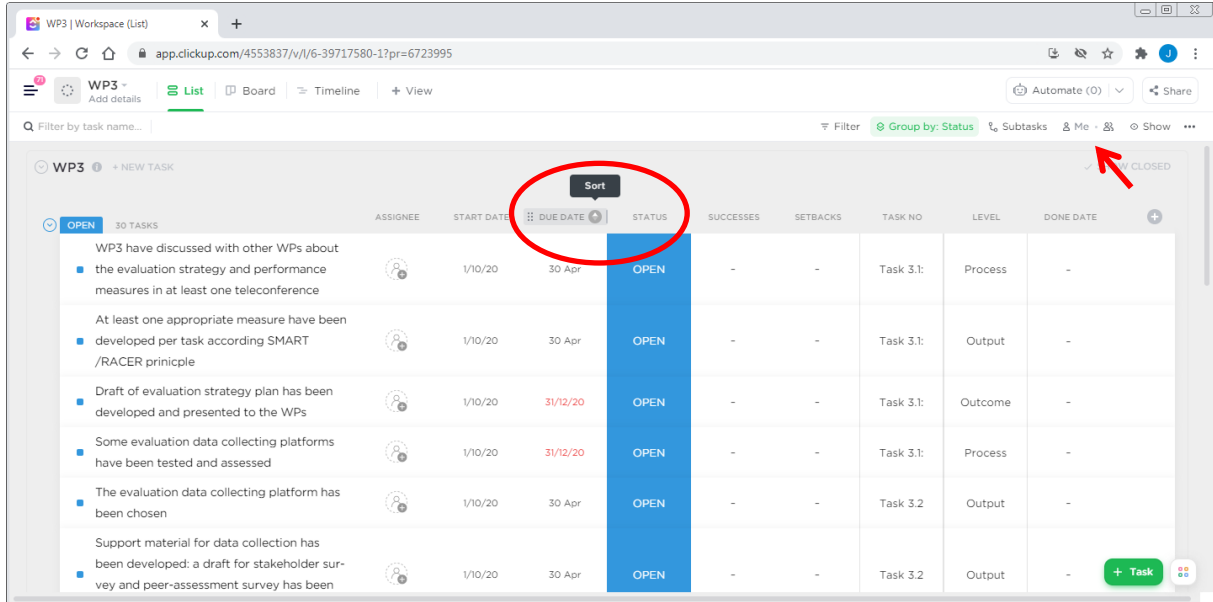 WP3 | Workspace (List)
app.clickup.com/4553837/v/l/6-39717580-1?pr=6723995
J
21
WP3
Add details
List
Board
Timeline
+ View
Automate (0)
Share
Filter by task name...
Filter
Group by: Status
Subtasks
Me
Show
WP3
+ NEW TASK
CLOSED
Sort
OPEN
30 TASKS
ASSIGNEE
START DATE
DUE DATE
STATUS
SUCCESSES
SETBACKS
TASK NO
LEVEL
DONE DATE
WP3 have discussed with other WPs about
the evaluation strategy and performance
measures in at least one teleconference
1/10/20
30 Apr
OPEN
-
-
Task 3.1:
Process
-
At least one appropriate measure have been
developed per task according SMART
/RACER prinicple
1/10/20
30 Apr
OPEN
-
-
Task 3.1:
Output
-
Draft of evaluation strategy plan has been
developed and presented to the WPs
1/10/20
31/12/20
OPEN
-
-
Task 3.1:
Outcome
-
Some evaluation data collecting platforms
have been tested and assessed
1/10/20
31/12/20
OPEN
-
-
Task 3.1:
Process
-
The evaluation data collecting platform has
been chosen
1/10/20
30 Apr
OPEN
-
-
Task 3.2
Output
-
Support material for data collection has
been developed: a draft for stakeholder sur-
vey and peer-assessment survey has been
1/10/20
30 Apr
OPEN
-
-
Task 3.2
Output
-
+ Task